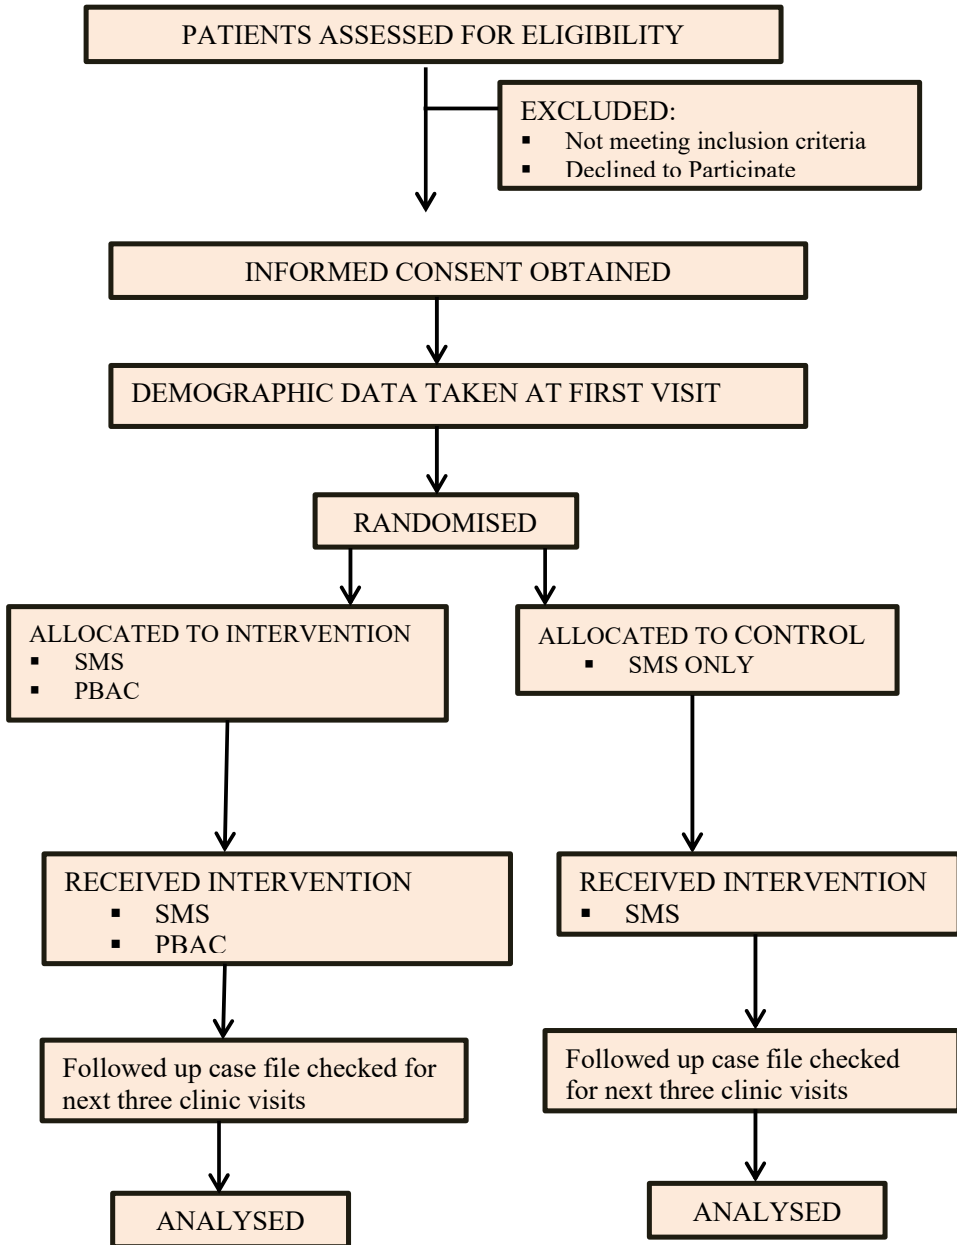 PATIENTS ASSESSED FOR ELIGIBILITY
EXCLUDED:
▪ Not meeting inclusion criteria
▪ Declined to Participate
INFORMED CONSENT OBTAINED
DEMOGRAPHIC DATA TAKEN AT FIRST VISIT
RANDOMISED
ALLOCATED TO INTERVENTION
▪ SMS
▪ PBAC
ALLOCATED TO CONTROL
▪ SMS ONLY
RECEIVED INTERVENTION
▪ SMS
▪ PBAC
RECEIVED INTERVENTION
▪ SMS
Followed up case file checked for
next three clinic visits
Followed up case file checked
for next three clinic visits
ANALYSED
ANALYSED